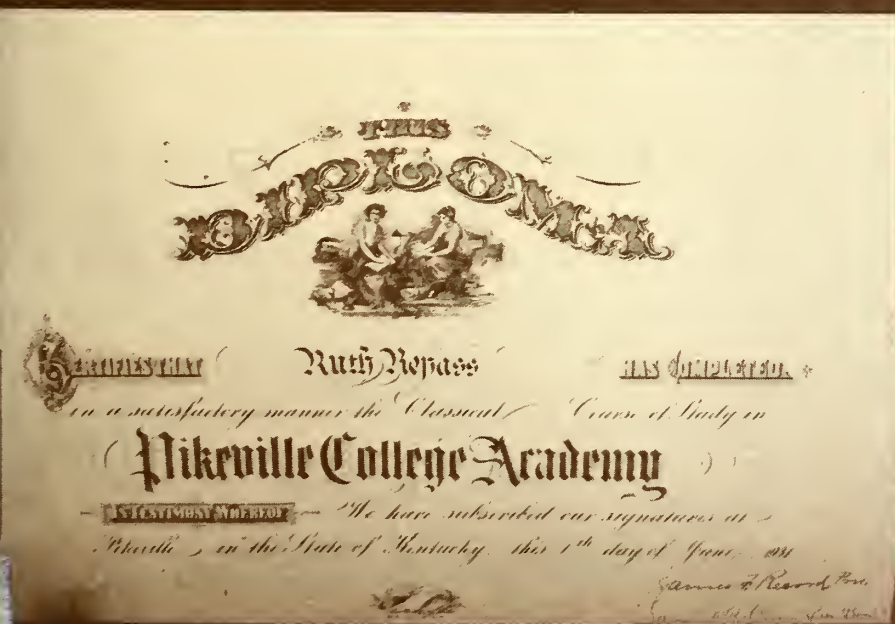 THIS
DIPLOMA
CERTIFIES THAT Ruth Repass HAS COMPLETED
in a satisfactory manner the Classical Course of Study in
Pikeville College Academy
IN TESTIMONY WHEREOF We have subscribed our signatures at
Pikeville, in the State of Kentucky, this 1th day of June,
James F. Record Pres.